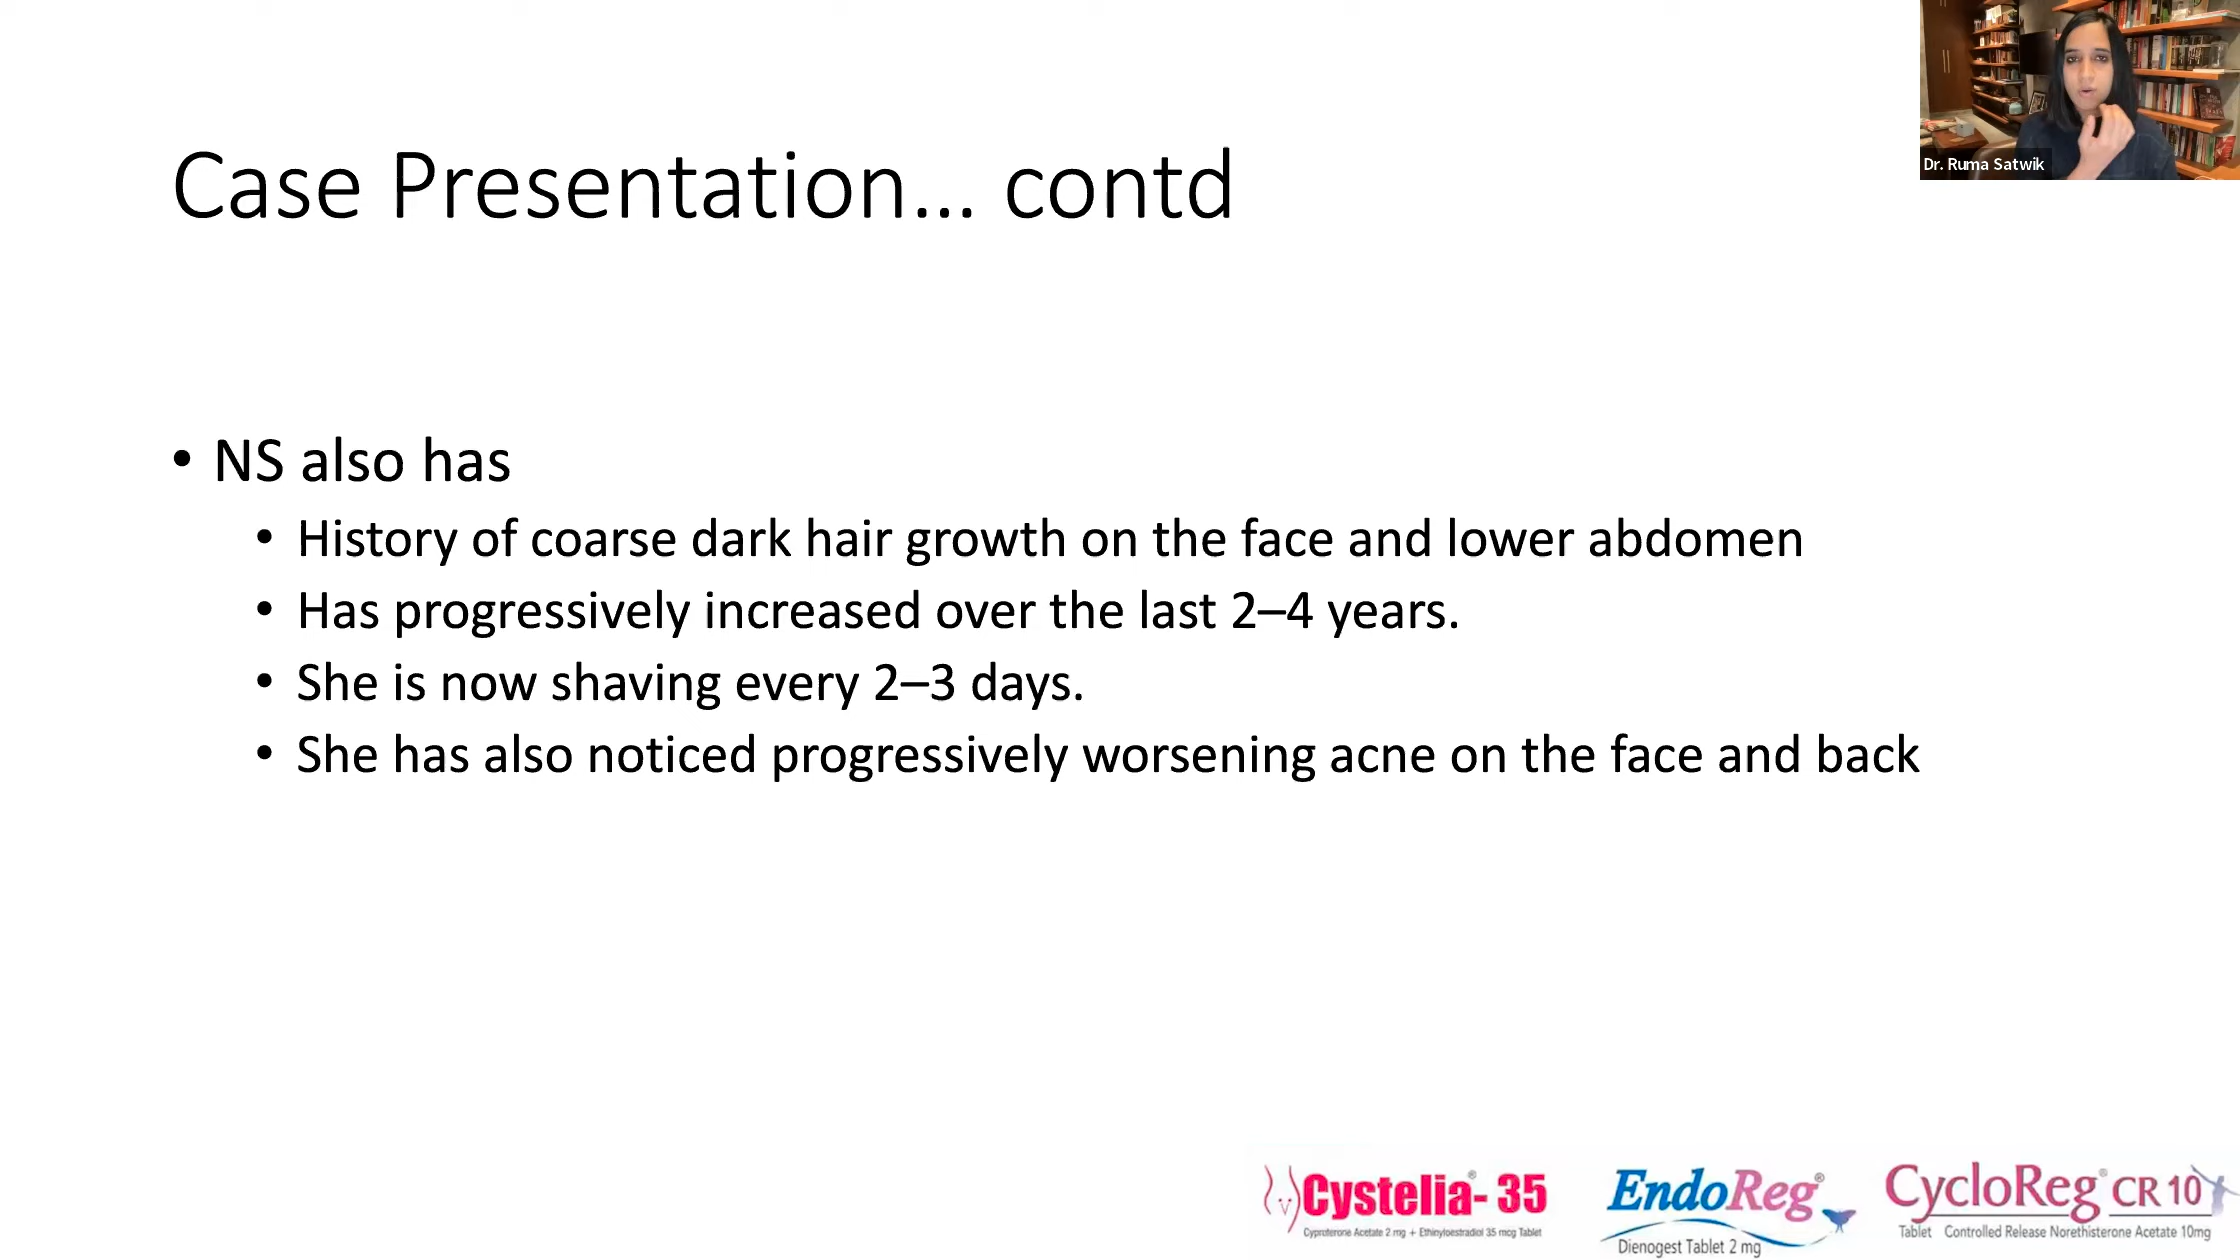 Dr. Ruma Satwik
Case Presentation... contd
• NS also has
• History of coarse dark hair growth on the face and lower abdomen
• Has progressively increased over the last 2–4 years.
• She is now shaving every 2–3 days.
• She has also noticed progressively worsening acne on the face and back
Cystelia®- 35
Cyproterone Acetate 2 mg + Ethinyloestradiol 35 mcg Tablet
EndoReg®
Dienogest Tablet 2 mg
CycloReg® CR 10
Tablet Controlled Release Norethisterone Acetate 10mg